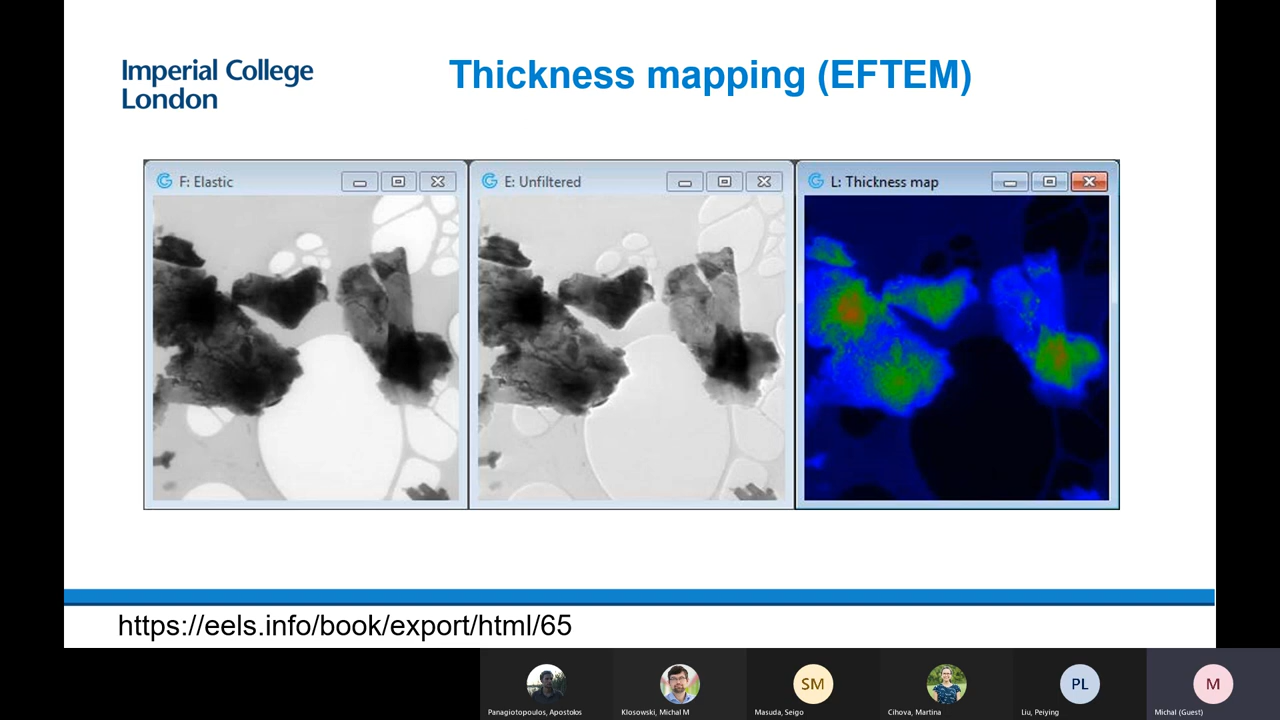 Imperial College
London
Thickness mapping (EFTEM)
F: Elastic
E: Unfiltered
L: Thickness map
https://eels.info/book/export/html/65
SM
PL
M
Panagiotopoulos, Apostolos
Klosowski, Michal M
Masuda, Seigo
Cihova, Martina
Liu, Peiying
Michal (Guest)